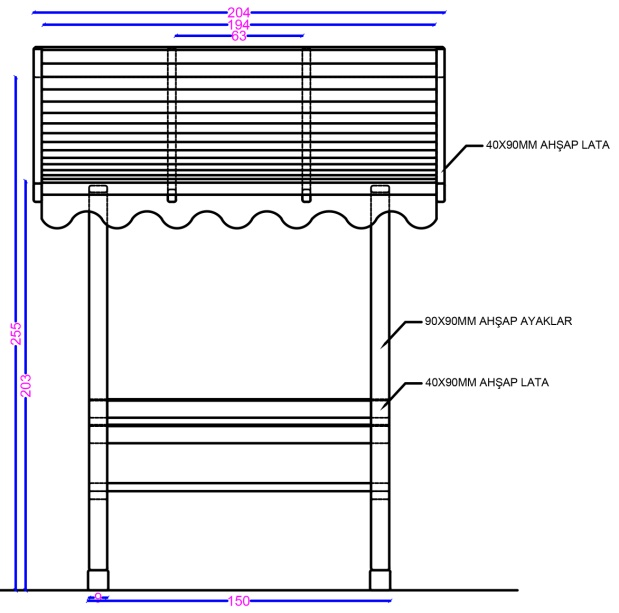 204
194
63
40X90MM AHŞAP LATA
90X90MM AHŞAP AYAKLAR
255
203
40X90MM AHŞAP LATA
9
150